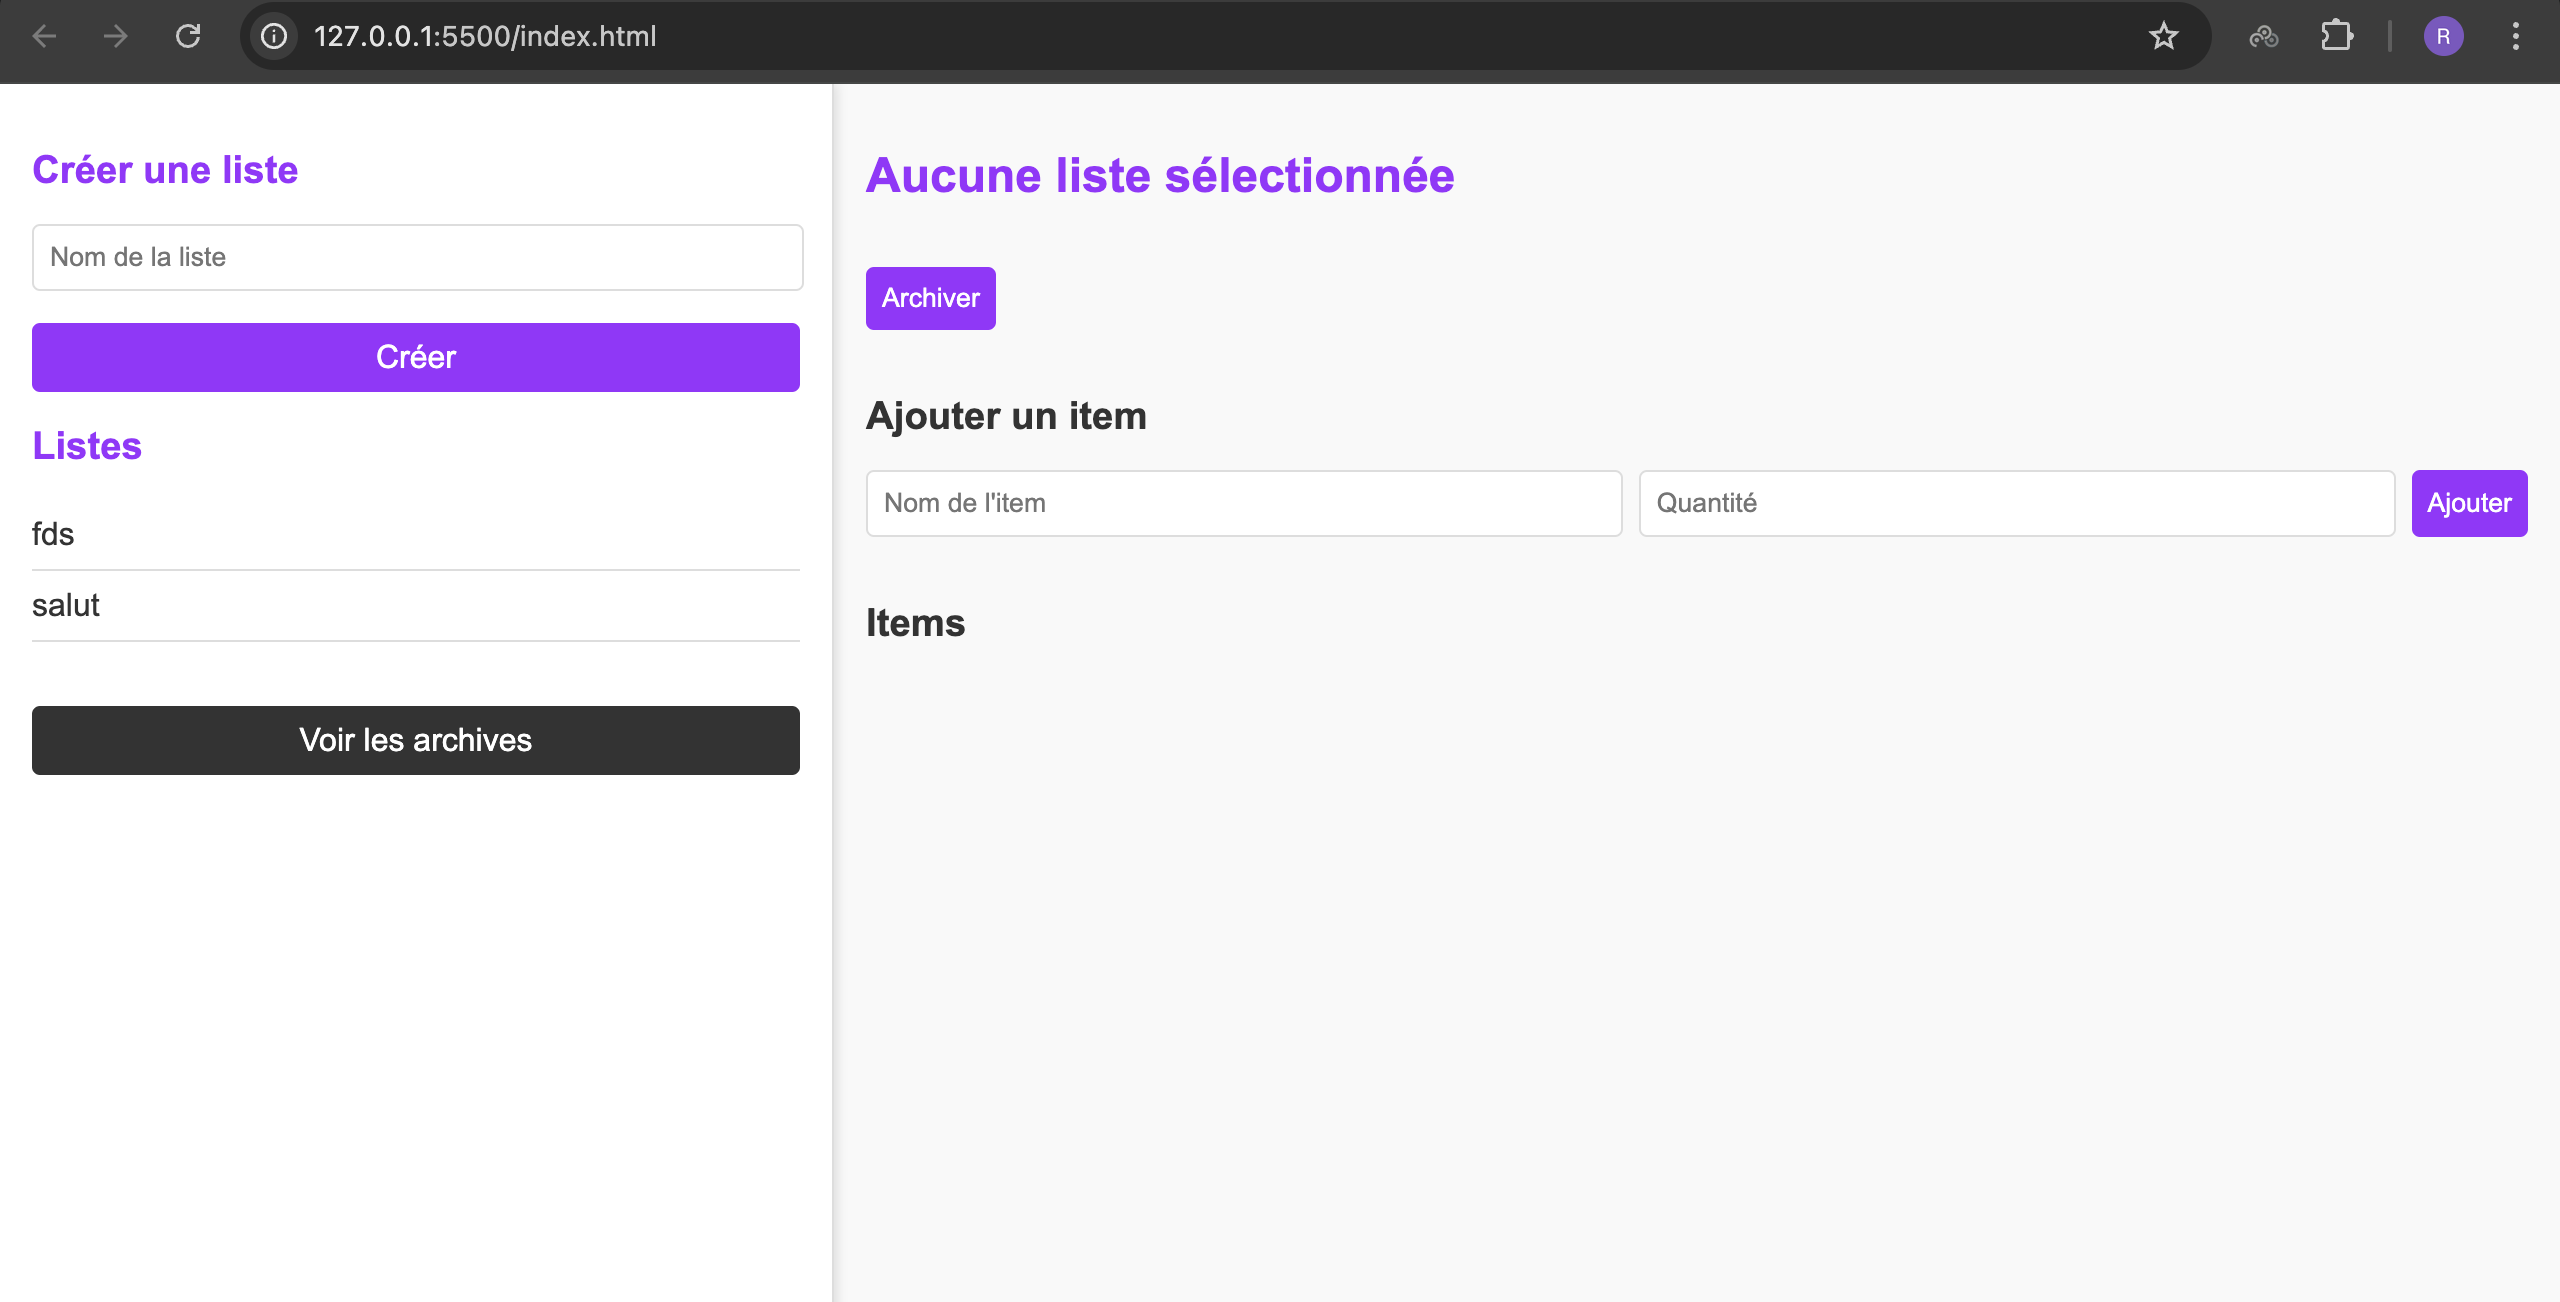 127.0.0.1:5500/index.html
R
Créer une liste
Nom de la liste
Créer
Listes
fds
salut
Voir les archives
Aucune liste sélectionnée
Archiver
Ajouter un item
Nom de l'item
Quantité
Ajouter
Items